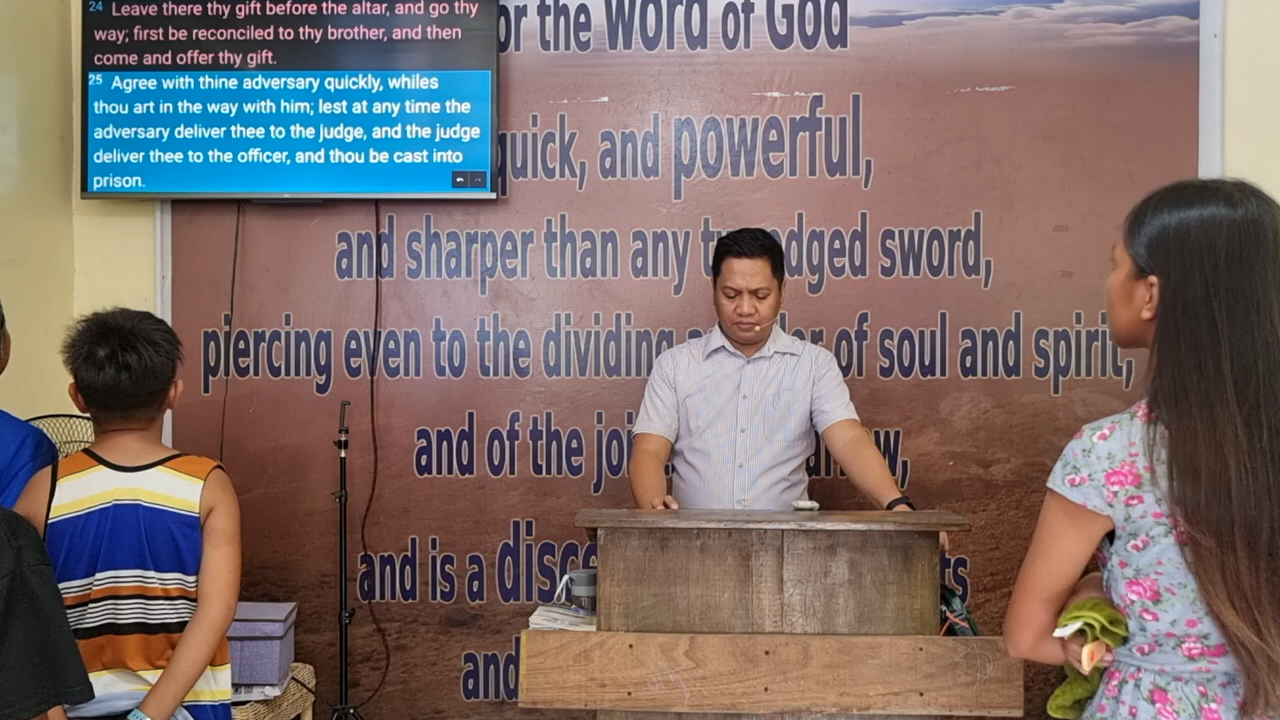 24 Leave there thy gift before the altar, and go thy
way; first be reconciled to thy brother, and then
come and offer thy gift.
25 Agree with thine adversary quickly, whiles
thou art in the way with him; lest at any time the
adversary deliver thee to the judge, and the judge
deliver thee to the officer, and thou be cast into
prison.
or the word of God
quick, and powerful,
and sharper than any edged sword,
piercing even to the dividing of soul and spirit,
and of the
and is a
and